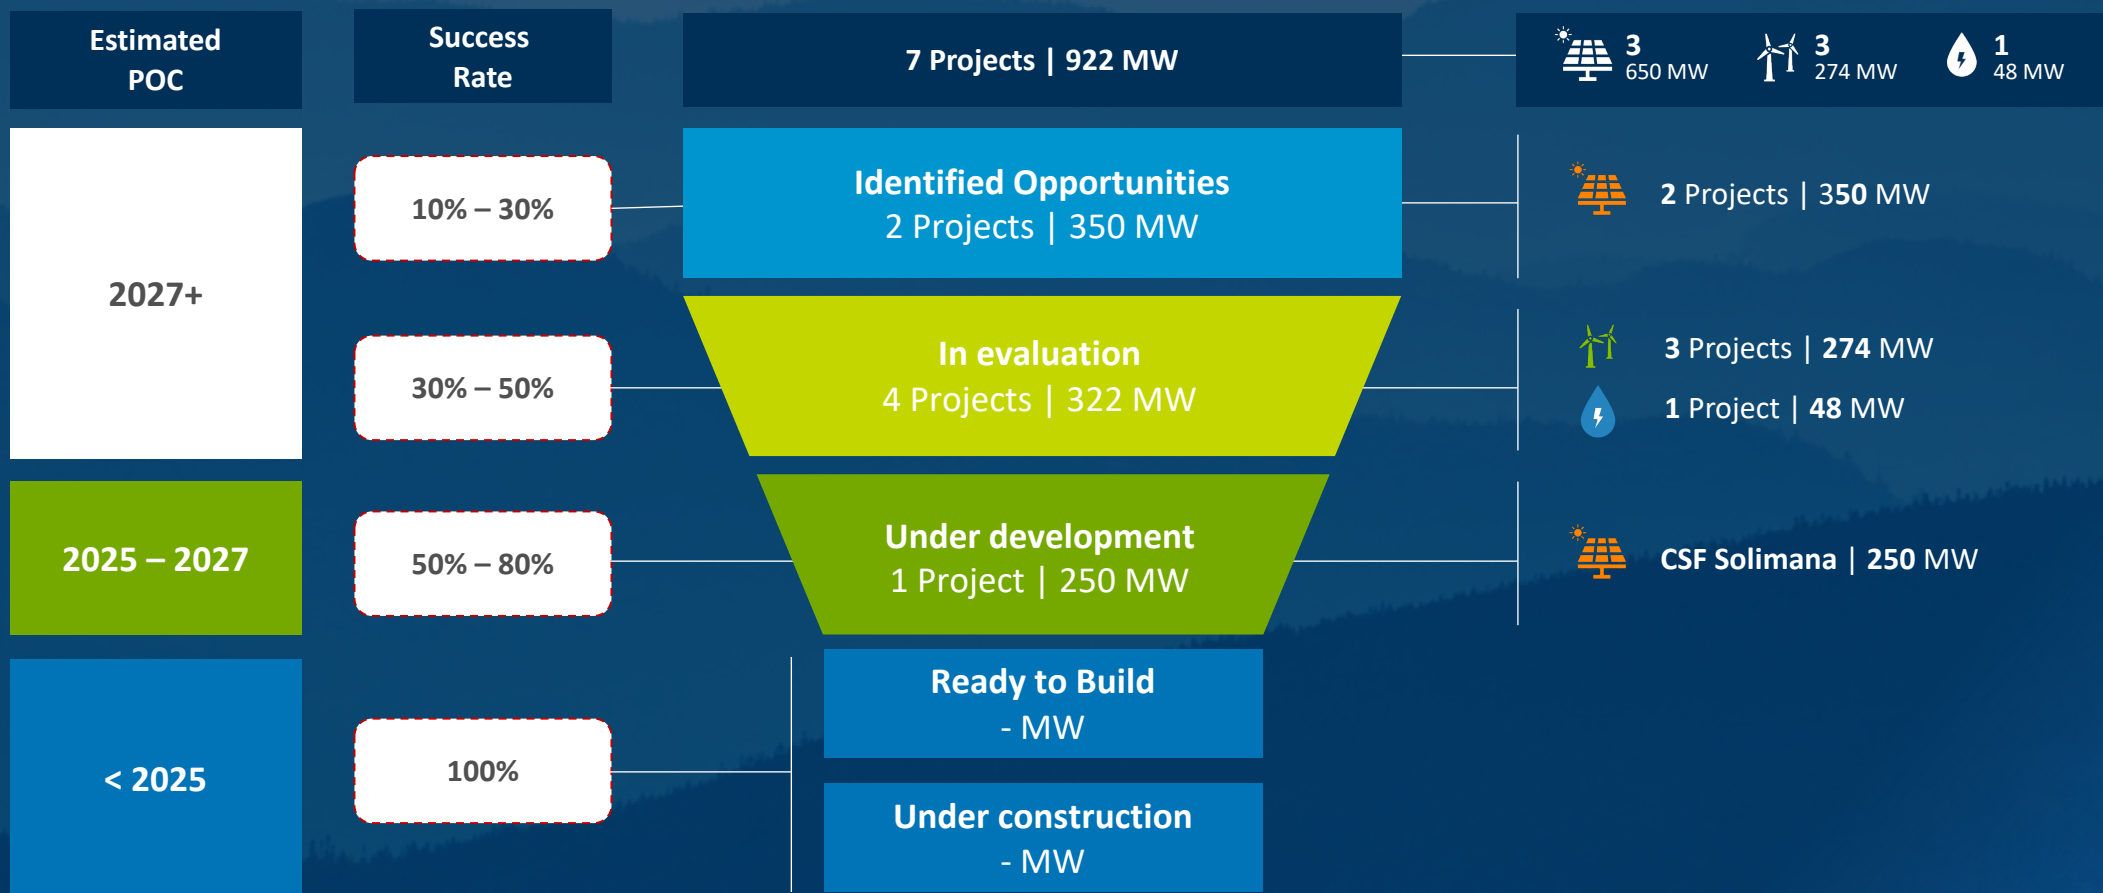 Estimated
POC
Success
Rate
7 Projects | 922 MW
3
650 MW
3
274 MW
1
48 MW
2027+
10% – 30%
Identified Opportunities
2 Projects | 350 MW
2 Projects | 350 MW
30% – 50%
In evaluation
4 Projects | 322 MW
3 Projects | 274 MW
1 Project | 48 MW
2025 – 2027
50% – 80%
Under development
1 Project | 250 MW
CSF Solimana | 250 MW
< 2025
100%
Ready to Build
- MW
Under construction
- MW